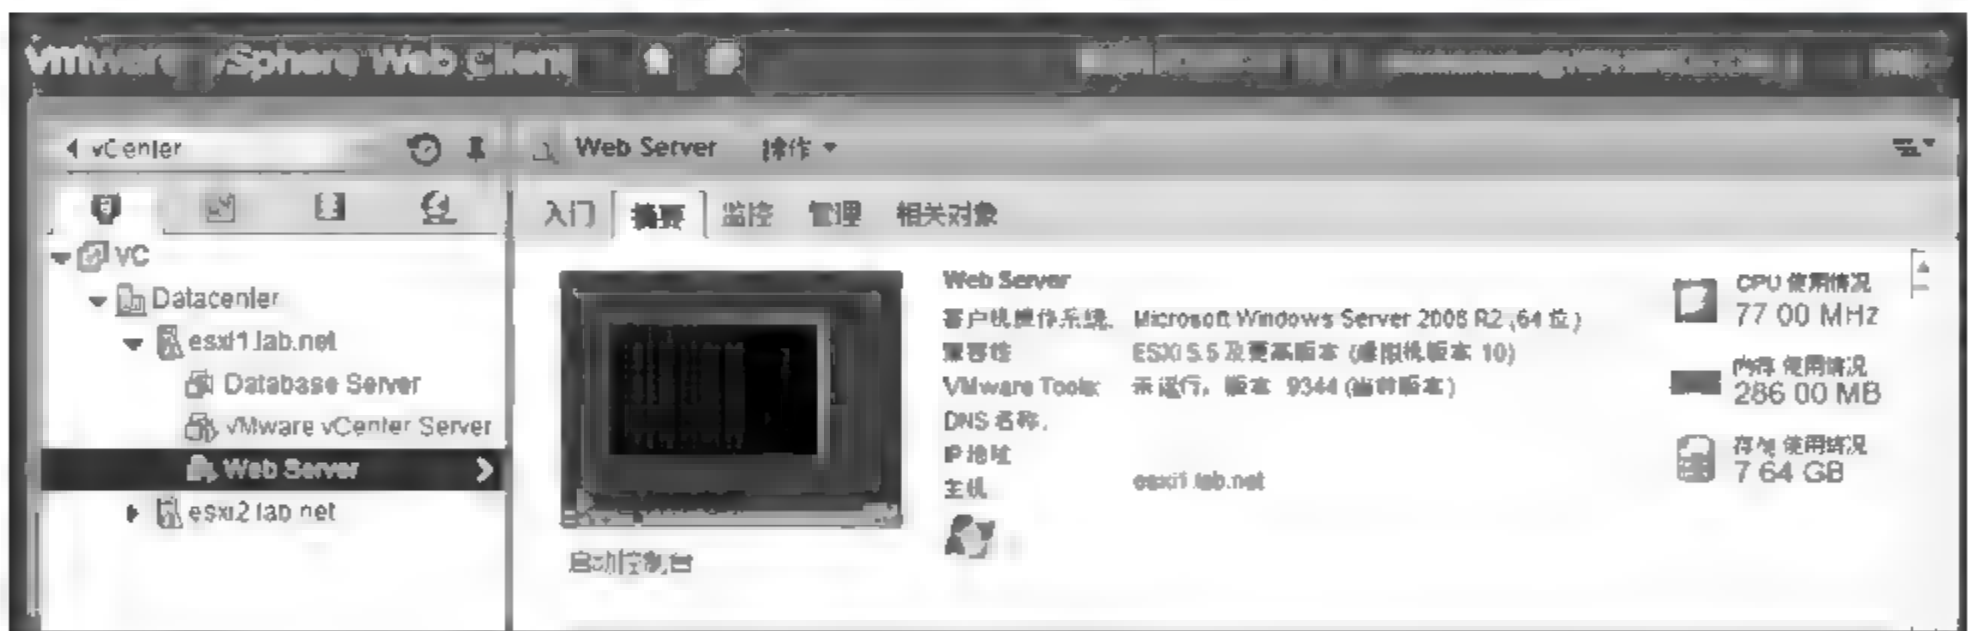 vmware vSphere Web Client
vCenter
Web Server 操作
入门 摘要 监控 管理 相关对象
VC
Datacenter
esxi1.lab.net
Database Server
vMware vCenter Server
Web Server
esxi2.lab.net
启动控制台
Web Server
客户机操作系统: Microsoft Windows Server 2008 R2 (64 位)
兼容性 ESXi 5.5 及更高版本 (虚拟机版本 10)
VMware Tools: 未运行，版本 9344 (当前版本)
DNS 名称:
IP 地址
主机 esxi1.lab.net
CPU 使用情况
77.00 MHz
内存 使用情况
286.00 MB
存储 使用情况
7.64 GB